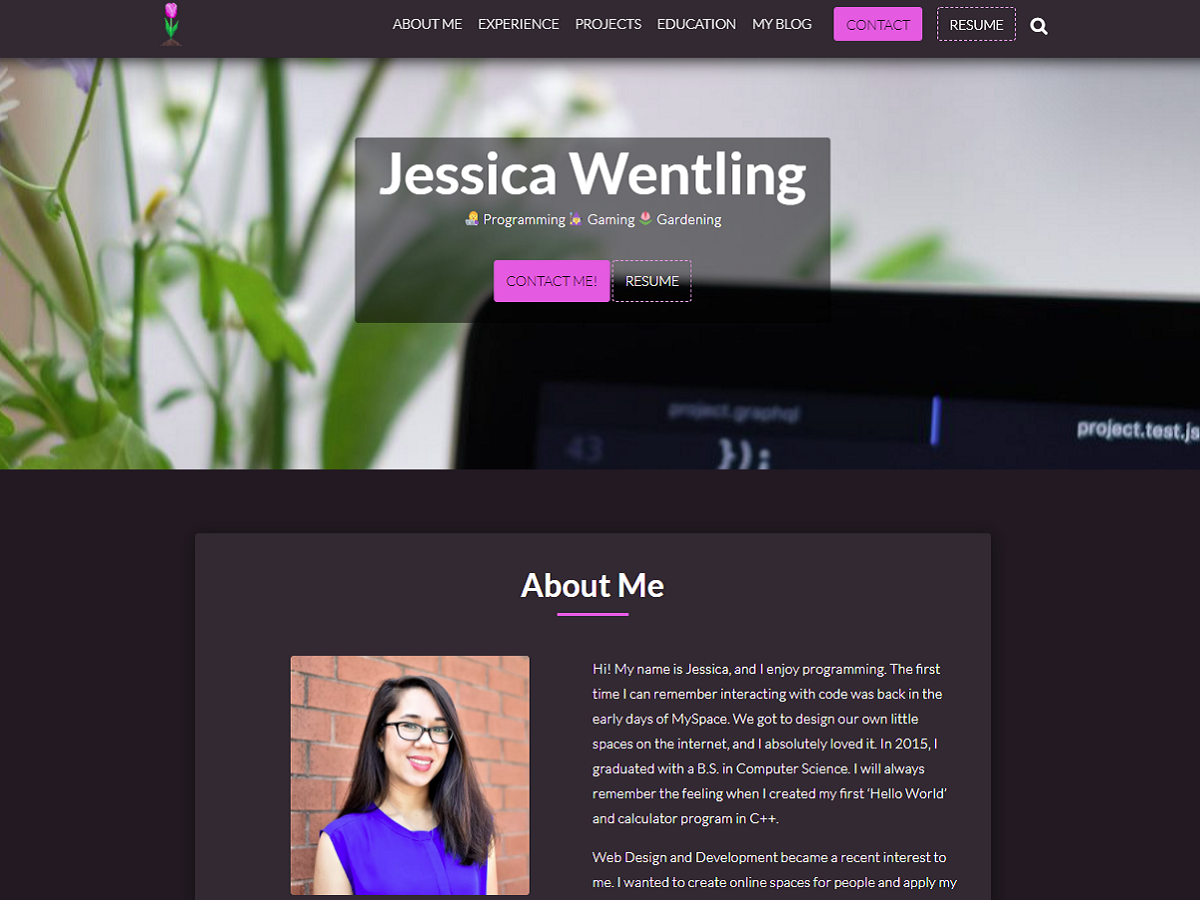 ABOUT ME EXPERIENCE PROJECTS EDUCATION MY BLOG CONTACT RESUME
Jessica Wentling
Programming Gaming Gardening
CONTACT ME! RESUME
project.graphql
project.test.js
43 });
About Me
Hi! My name is Jessica, and I enjoy programming. The first
time I can remember interacting with code was back in the
early days of MySpace. We got to design our own little
spaces on the internet, and I absolutely loved it. In 2015, I
graduated with a B.S. in Computer Science. I will always
remember the feeling when I created my first 'Hello World'
and calculator program in C++.
Web Design and Development became a recent interest to
me. I wanted to create online spaces for people and apply my